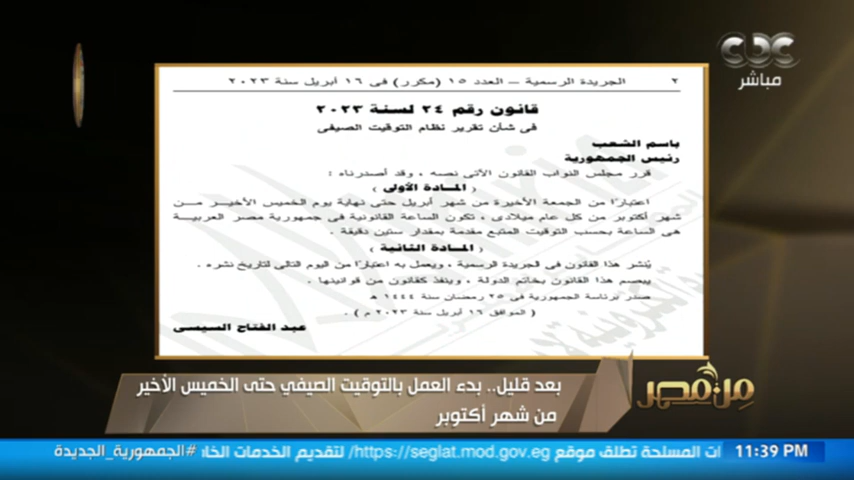 cbc
مباشر
٢ الجريدة الرسمية – العدد ١٥ (مكرر) فى ١٦ أبريل سنة ٢٠٢٣
قانون رقم ٢٤ لسنة ٢٠٢٣
فى شأن تقرير نظام التوقيت الصيفى
باسم الشعب
رئيس الجمهورية
قرر مجلس النواب القانون الآتى نصه ، وقد أصدرناه :
( المادة الأولى )
اعتبارًا من الجمعة الأخيرة من شهر أبريل حتى نهاية يوم الخميس الأخير من
شهر أكتوبر من كل عام ميلادى ، تكون الساعة القانونية فى جمهورية مصر العربية
هى الساعة بحسب التوقيت المتبع مقدمة بمقدار ستين دقيقة .
( المادة الثانية )
يُنشر هذا القانون فى الجريدة الرسمية ، ويعمل به اعتبارًا من اليوم التالى لتاريخ نشره .
يبصم هذا القانون بخاتم الدولة ، وينفذ كقانون من قوانينها .
صدر برئاسة الجمهورية فى ٢٥ رمضان سنة ١٤٤٤ هـ
( الموافق ١٦ أبريل سنة ٢٠٢٣ م ) .
عبد الفتاح السيسى
بعد قليل.. بدء العمل بالتوقيت الصيفي حتى الخميس الأخير
من شهر أكتوبر
من مصر
11:39 PM
ات المسلحة تطلق موقع https://seglat.mod.gov.eg/ لتقديم الخدمات الخا
#الجمهورية_الجديدة